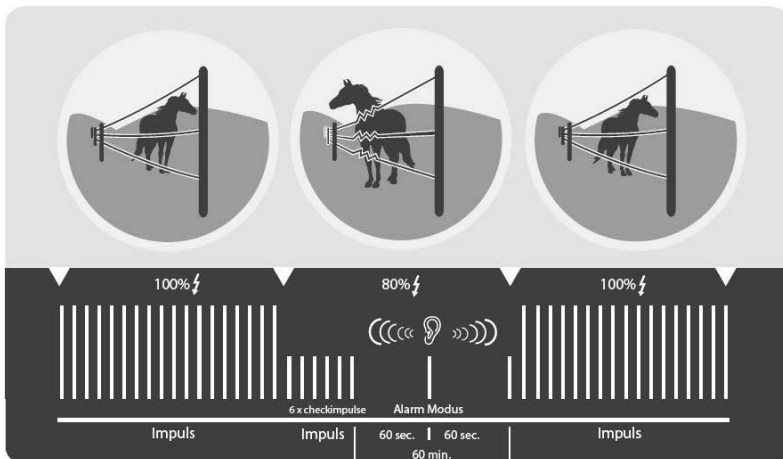 100%
80%
100%
6 x checkimpulse
Alarm Modus
Impuls
Impuls
60 sec.
60 sec.
Impuls
60 min.